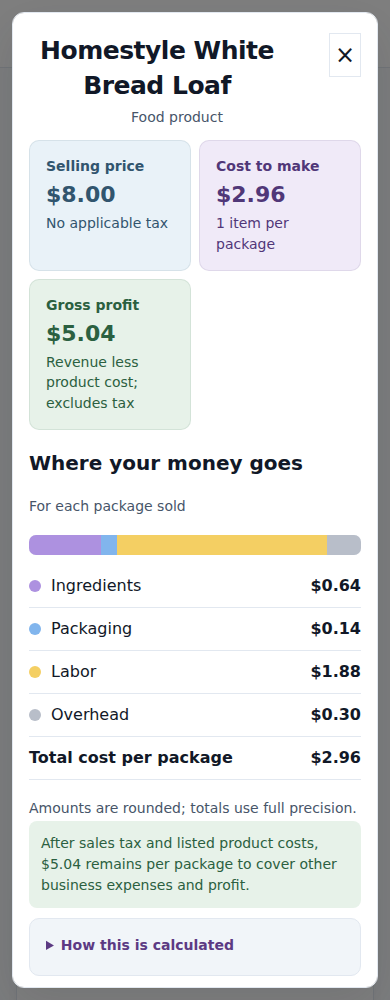 Homestyle White
Bread Loaf
×
Food product
Selling price
$8.00
No applicable tax
Cost to make
$2.96
1 item per
package
Gross profit
$5.04
Revenue less
product cost;
excludes tax
Where your money goes
For each package sold
Ingredients $0.64
Packaging $0.14
Labor $1.88
Overhead $0.30
Total cost per package $2.96
Amounts are rounded; totals use full precision.
After sales tax and listed product costs,
$5.04 remains per package to cover other
business expenses and profit.
How this is calculated